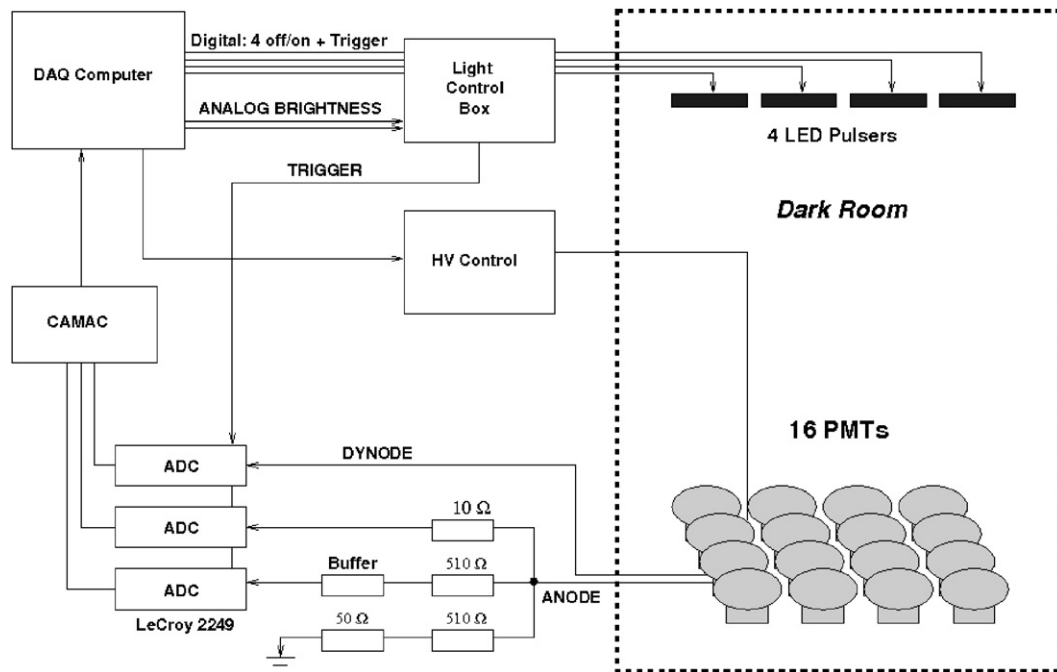 Digital: 4 off/on + Trigger
DAQ Computer
Light
Control
Box
ANALOG BRIGHTNESS
4 LED Pulsers
TRIGGER
Dark Room
HV Control
CAMAC
16 PMTs
DYNODE
ADC
10 Ω
ADC
Buffer
510 Ω
ADC
ANODE
LeCroy 2249
50 Ω
510 Ω